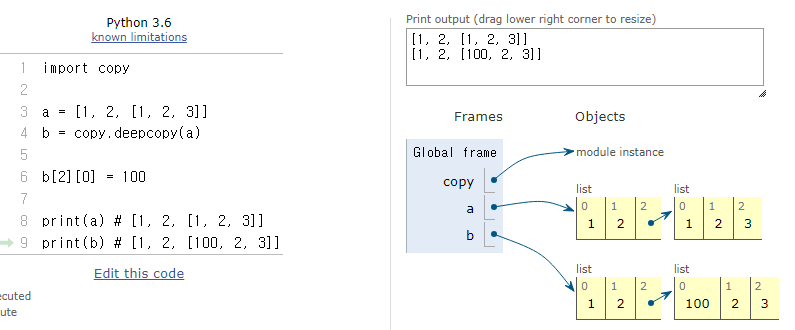 Python 3.6
known limitations
1 import copy
2
3 a = [1, 2, [1, 2, 3]]
4 b = copy.deepcopy(a)
5
6 b[2][0] = 100
7
8 print(a) # [1, 2, [1, 2, 3]]
9 print(b) # [1, 2, [100, 2, 3]]
Edit this code
ecuted
ute
Print output (drag lower right corner to resize)
[1, 2, [1, 2, 3]]
[1, 2, [100, 2, 3]]
Frames Objects
Global frame
module instance
copy
a
b
list list
0 1 2 0 1 2
1 2 1 2 3
list list
0 1 2 0 1 2
1 2 100 2 3